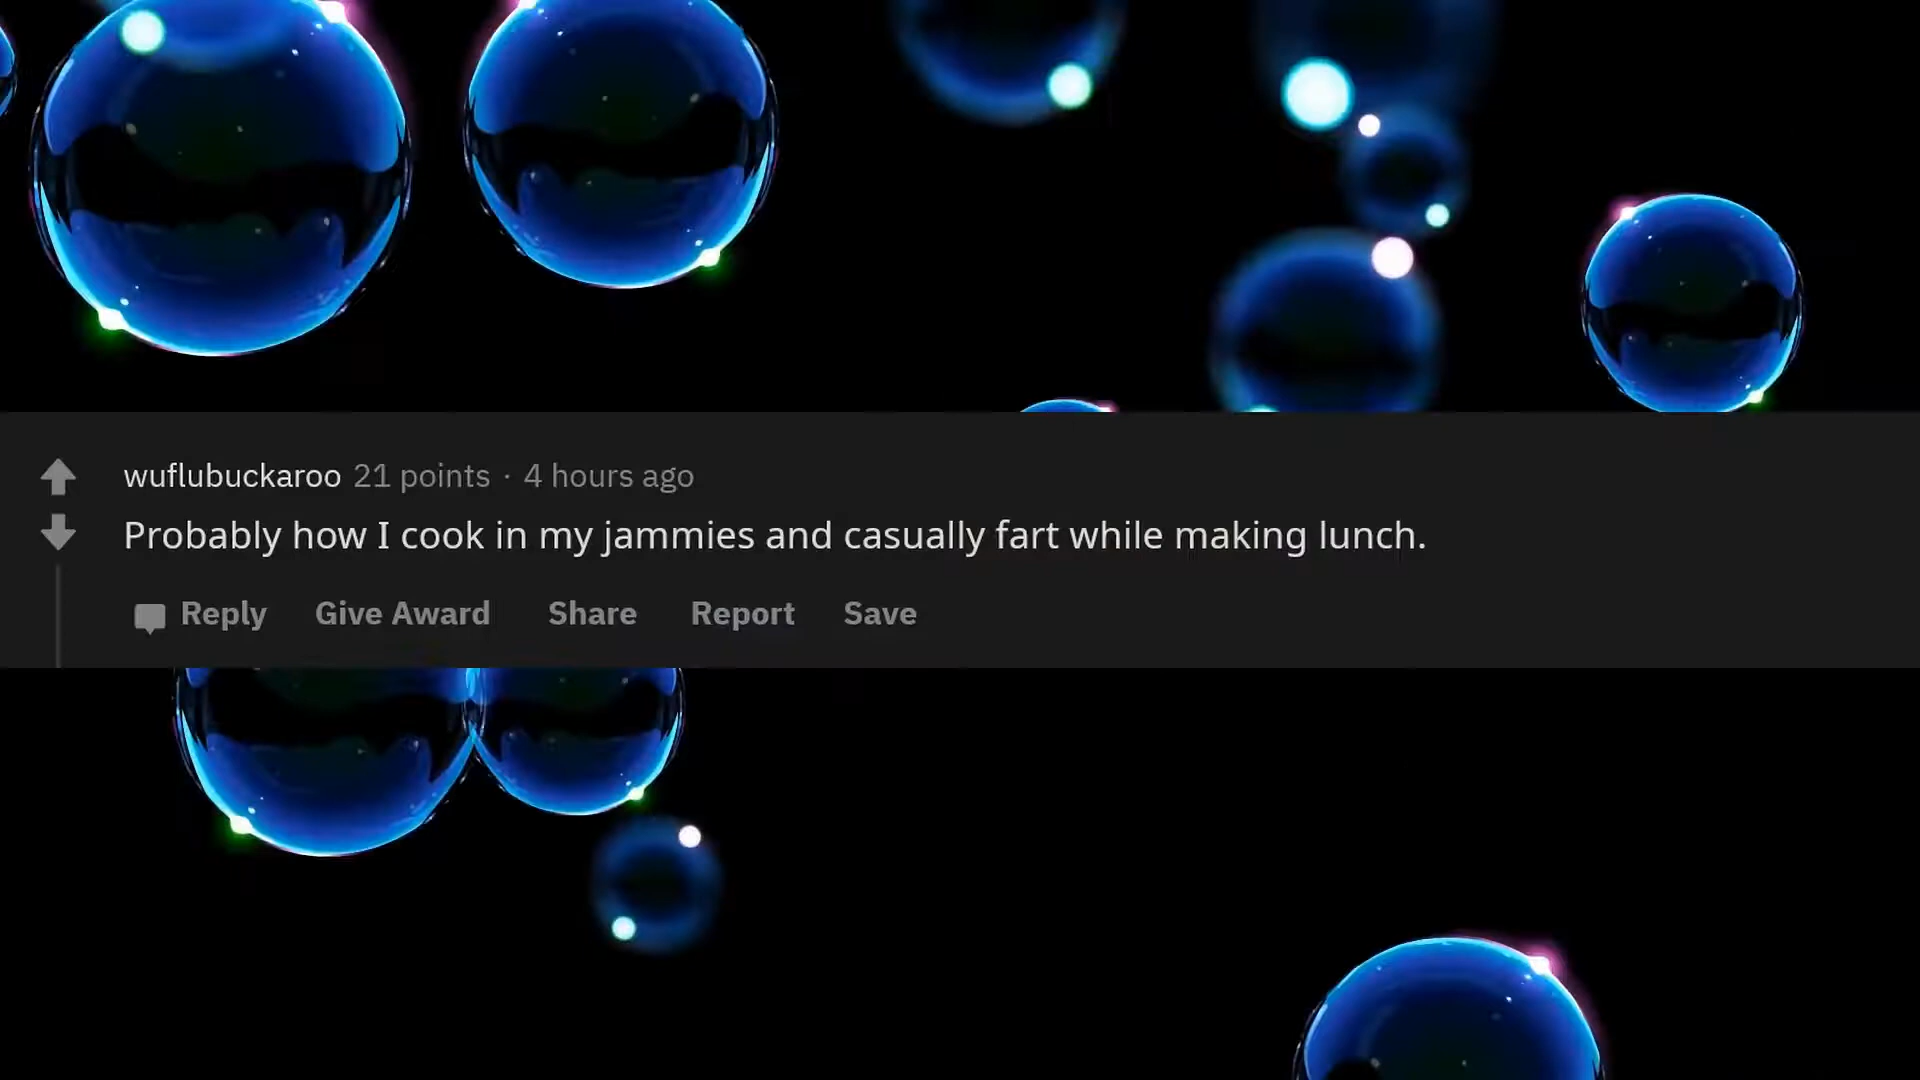 wuflubuckaroo 21 points · 4 hours ago
Probably how I cook in my jammies and casually fart while making lunch.
Reply Give Award Share Report Save